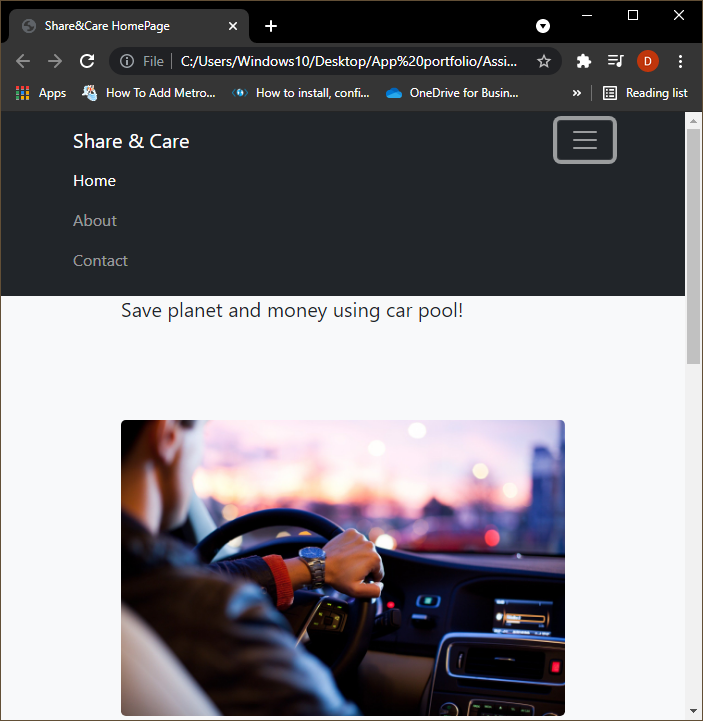 Share&Care HomePage
File C:/Users/Windows10/Desktop/App%20portfolio/Assi... D
Apps How To Add Metro... How to install, confi... OneDrive for Busin... » Reading list
Share & Care
Home
About
Contact
Save planet and money using car pool!